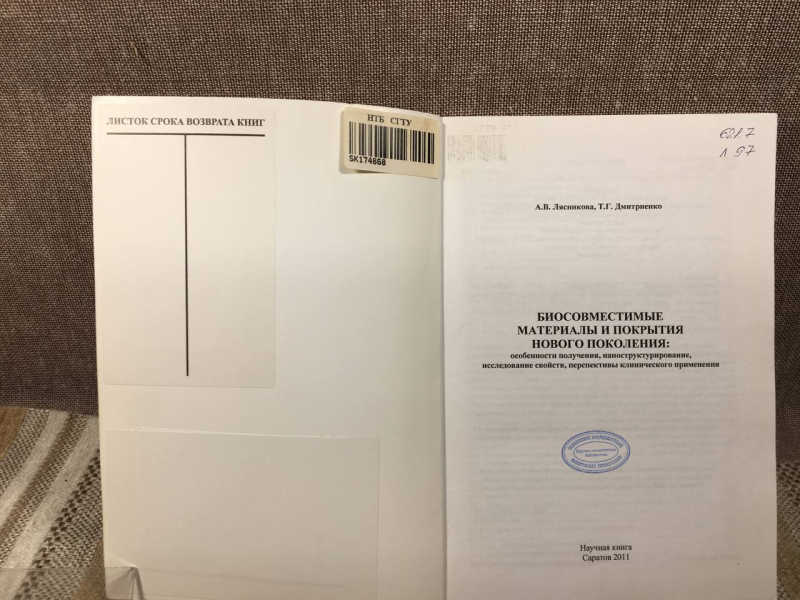 ЛИСТОК СРОКА ВОЗВРАТА КНИГ
НТБ СГТУ
SK174668
621.7
Л 97
А.В. Лясникова, Т.Г. Дмитриенко
БИОСОВМЕСТИМЫЕ
МАТЕРИАЛЫ И ПОКРЫТИЯ
НОВОГО ПОКОЛЕНИЯ:
особенности получения, наноструктурирование,
исследование свойств, перспективы клинического применения
Научная книга
Саратов 2011